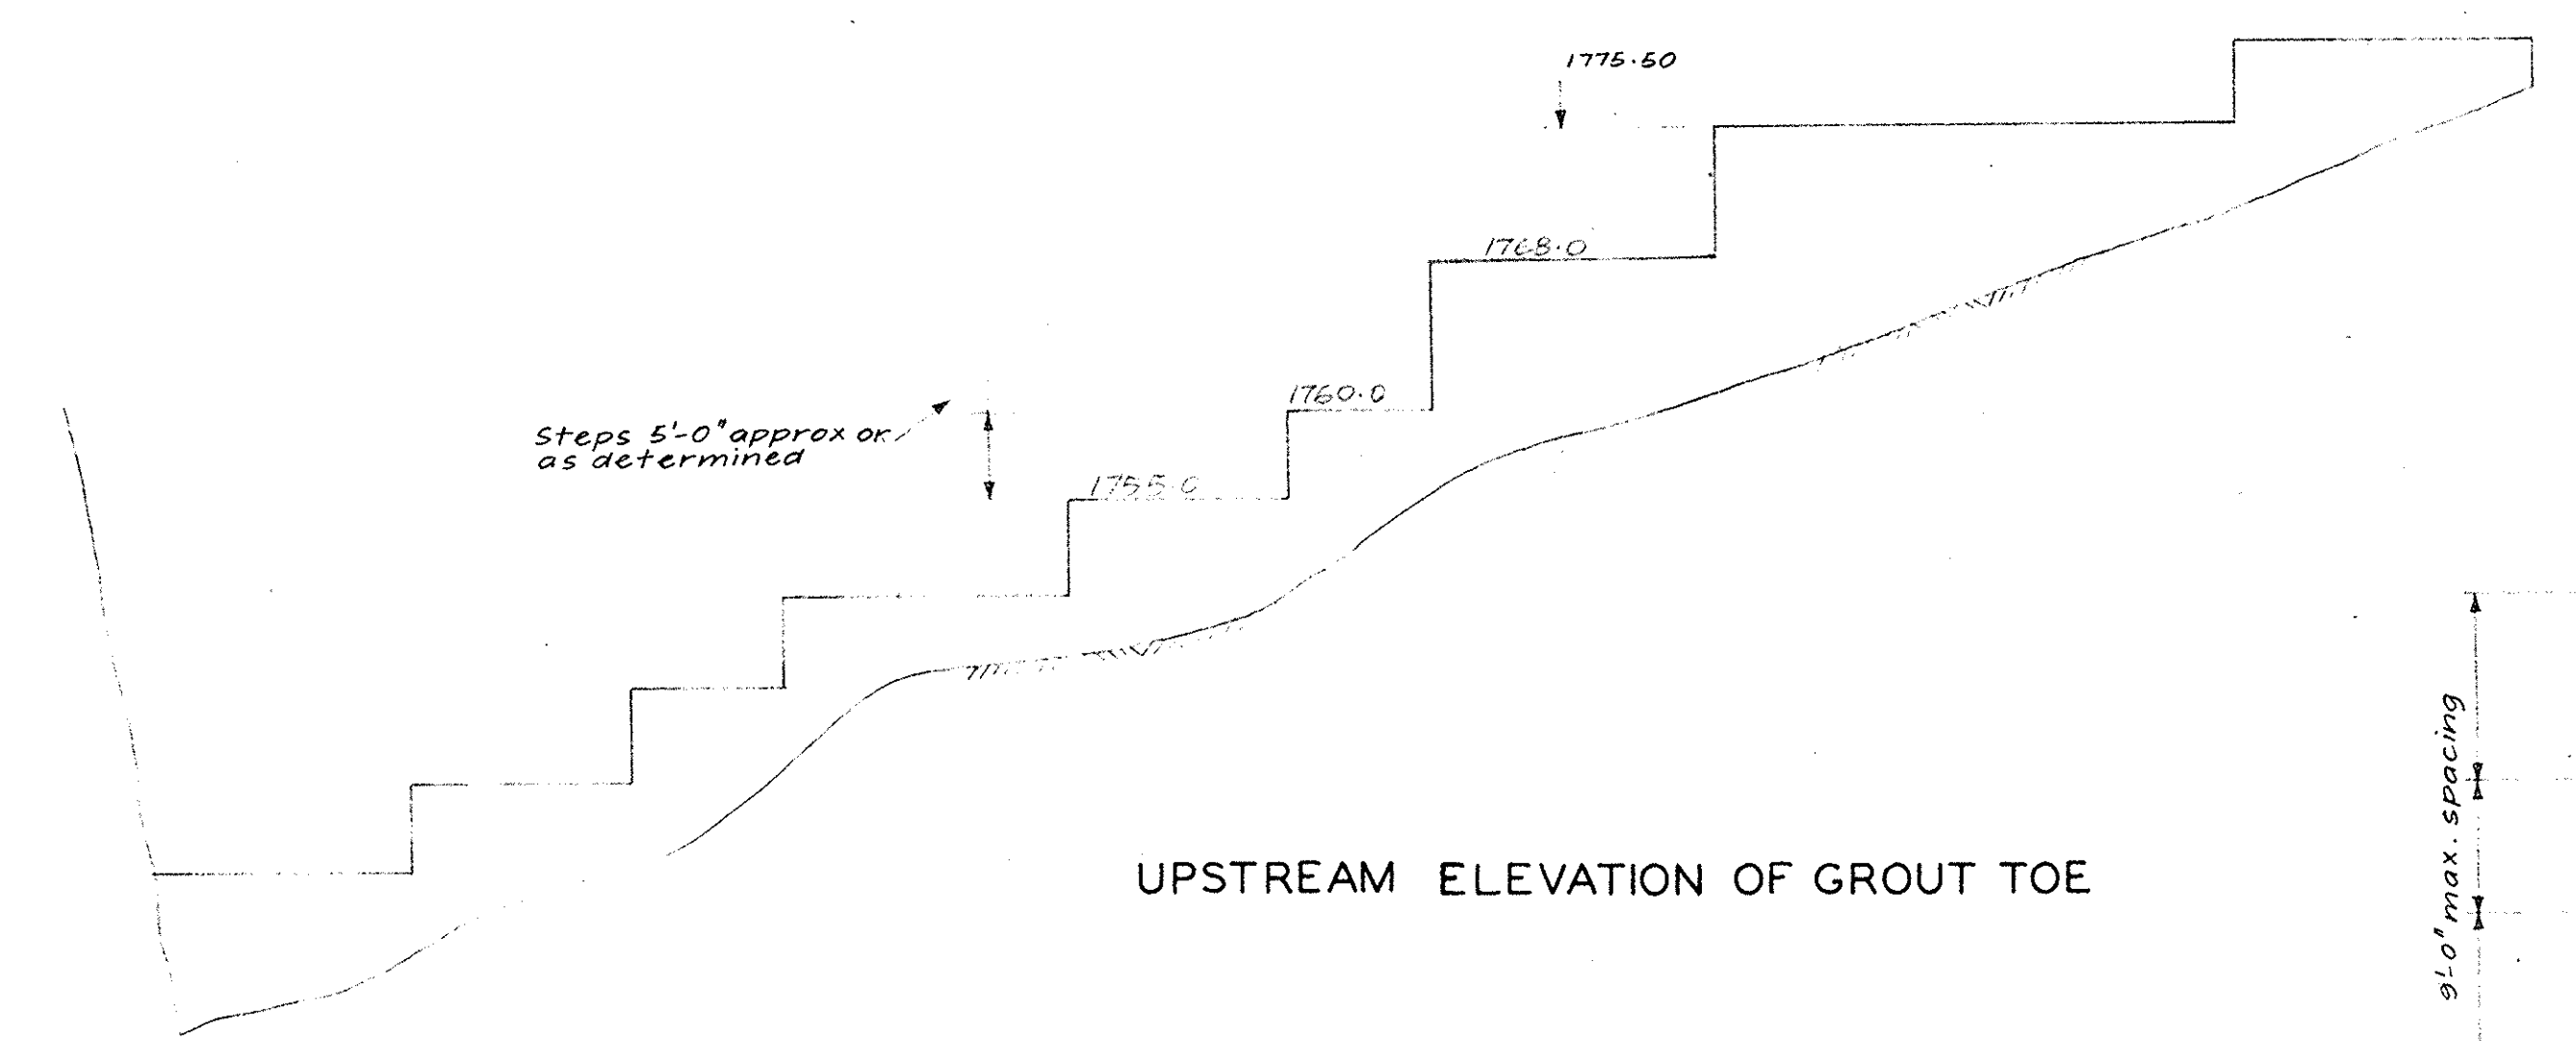 1775.50
1768.0
1760.0
Steps 5'-0" approx or
as determined
1755.0
UPSTREAM ELEVATION OF GROUT TOE
9'-0" max. spacing